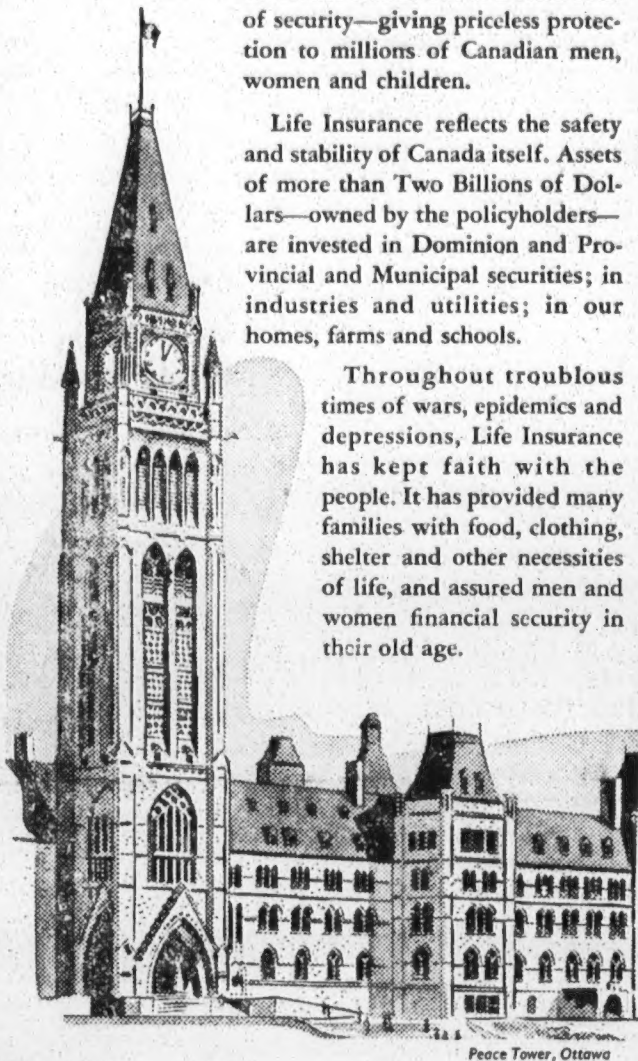 of security—giving priceless protec-
tion to millions of Canadian men,
women and children.
Life Insurance reflects the safety
and stability of Canada itself. Assets
of more than Two Billions of Dol-
lars—owned by the policyholders—
are invested in Dominion and Pro-
vincial and Municipal securities; in
industries and utilities; in our
homes, farms and schools.
Throughout troublous
times of wars, epidemics and
depressions, Life Insurance
has kept faith with the
people. It has provided many
families with food, clothing,
shelter and other necessities
of life, and assured men and
women financial security in
their old age.
Peace Tower, Ottawa